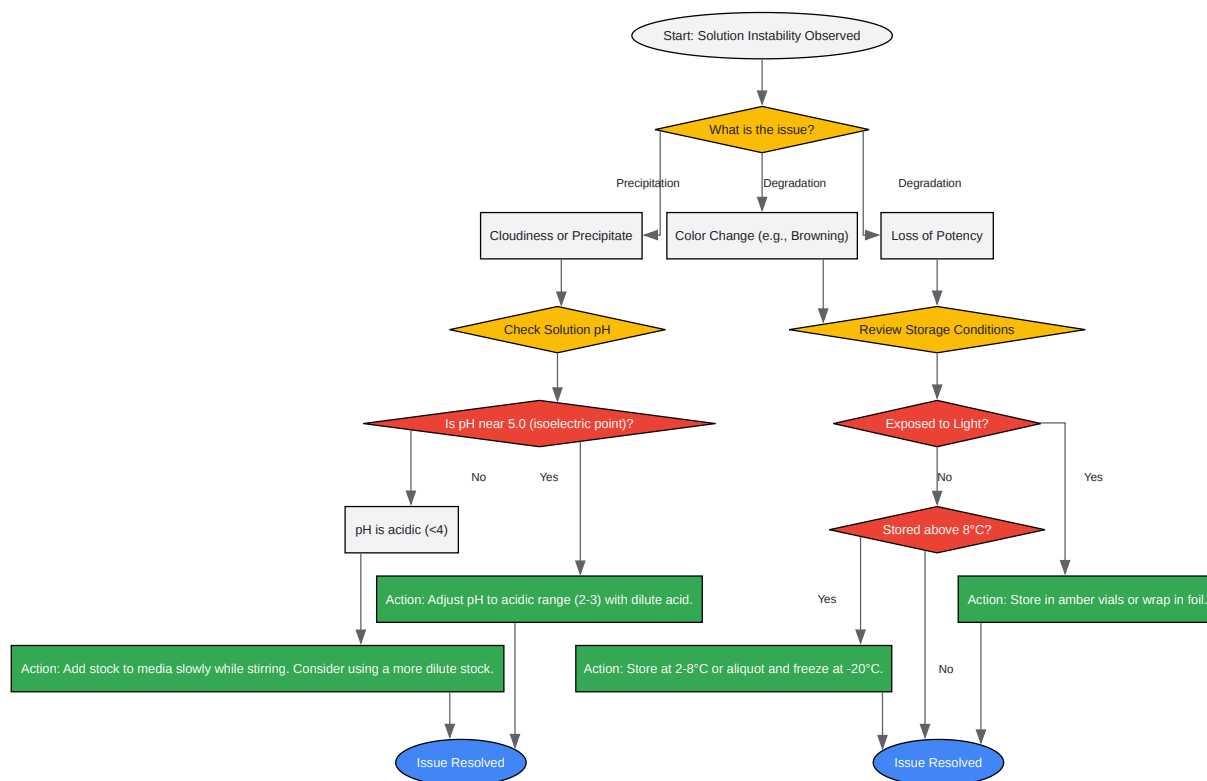 Start: Solution Instability Observed
What is the issue?
Precipitation
Degradation
Degradation
Cloudiness or Precipitate
Color Change (e.g., Browning)
Loss of Potency
Check Solution pH
Review Storage Conditions
Is pH near 5.0 (isoelectric point)?
Exposed to Light?
No
Yes
No
Yes
pH is acidic (<4)
Stored above 8°C?
Action: Adjust pH to acidic range (2-3) with dilute acid.
Yes
Action: Store in amber vials or wrap in foil.
Action: Add stock to media slowly while stirring. Consider using a more dilute stock.
Action: Store at 2-8°C or aliquot and freeze at -20°C.
No
Issue Resolved
Issue Resolved